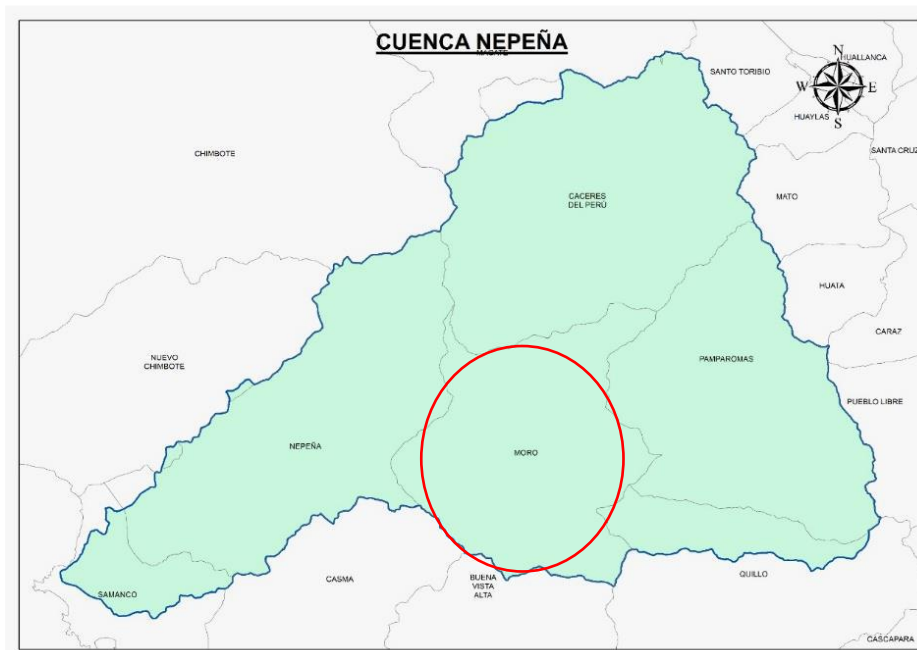 CUENCA NEPEÑA
MACATE
N
HUALLANCA
SANTO TORIBIO
W
E
S
HUAYLAS
CHIMBOTE
SANTA CRUZ
CACERES
DEL PERÚ
MATO
HUATA
CARAZ
NUEVO
CHIMBOTE
PAMPAROMAS
PUEBLO LIBRE
NEPEÑA
MORO
CASMA
BUENA
VISTA
ALTA
QUILLO
SAMANCO
CASCAPARA